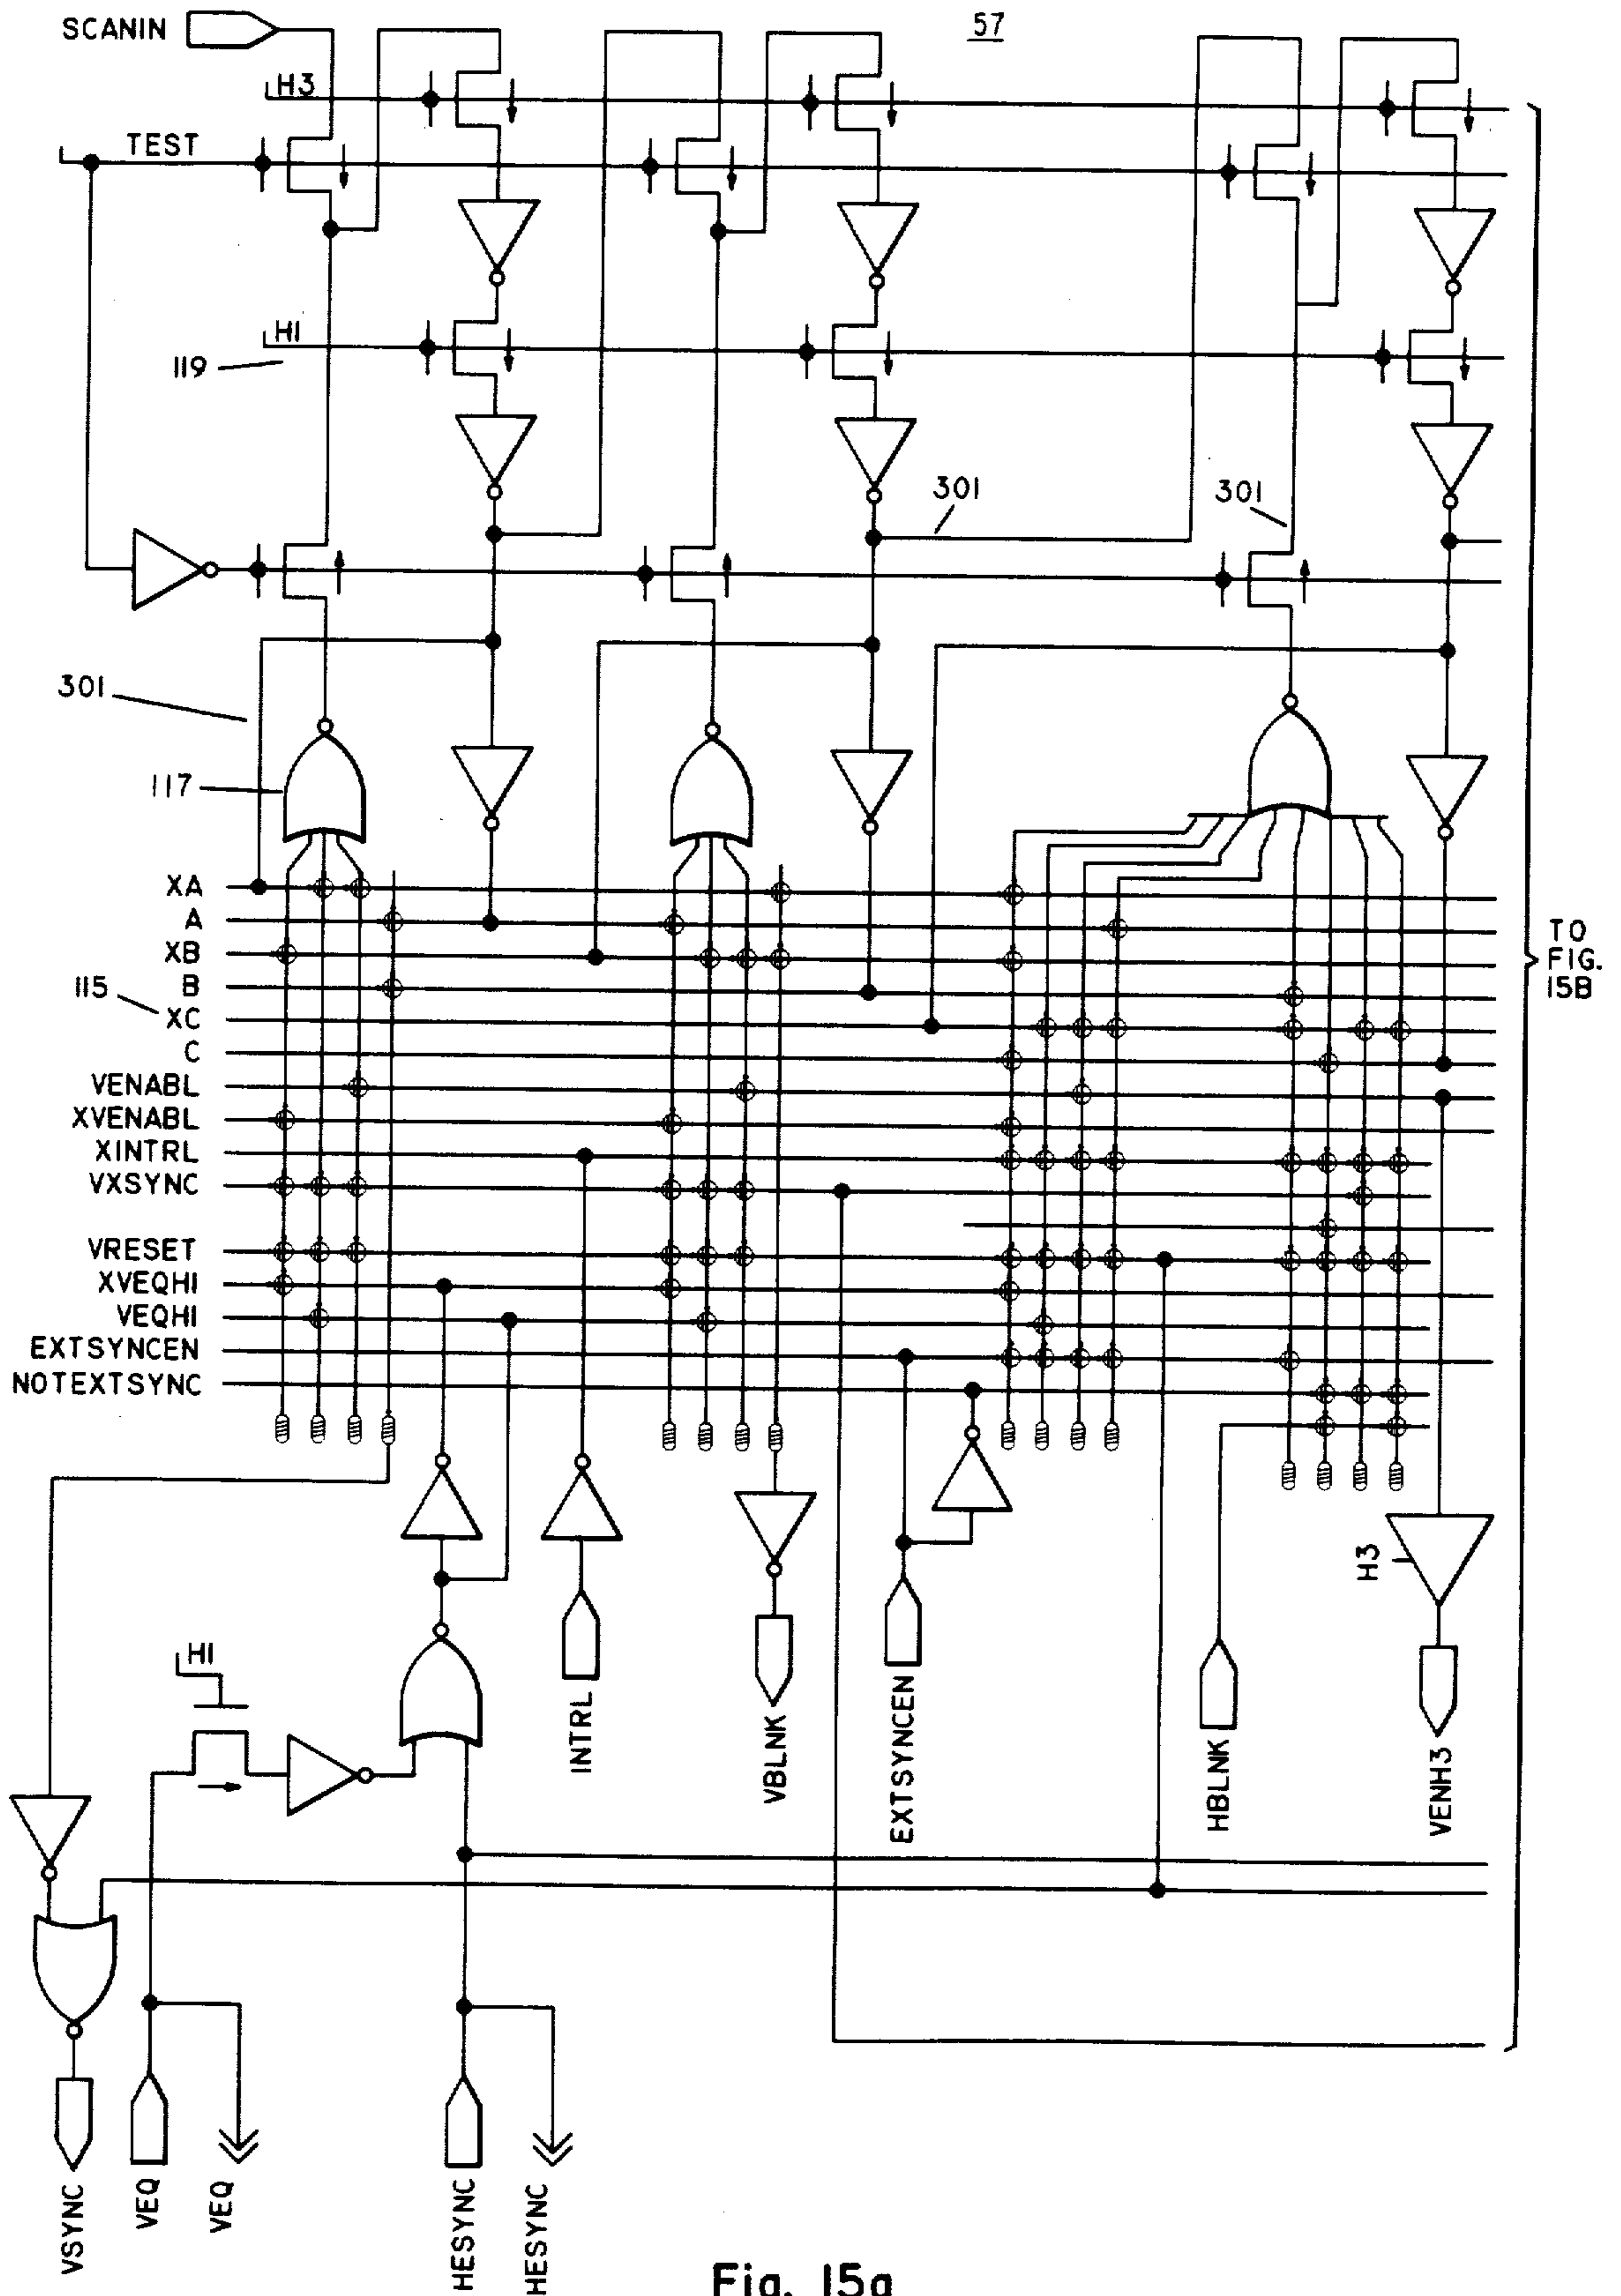 SCANIN
57
H3
TEST
H1
119
301
301
301
117
XA
A
XB
B
115
XC
C
VENABL
XVENABL
XINTRL
VXSYNC
VRESET
XVEQHI
VEQHI
EXTSYNCEN
NOTEXTSYNC
TO
FIG.
15B
H3
H1
INTRL
VBLNK
EXTSYNCEN
HBLNK
VENH3
VSYNC
VEQ
VEQ
HESYNC
HESYNC
Fig. 15a